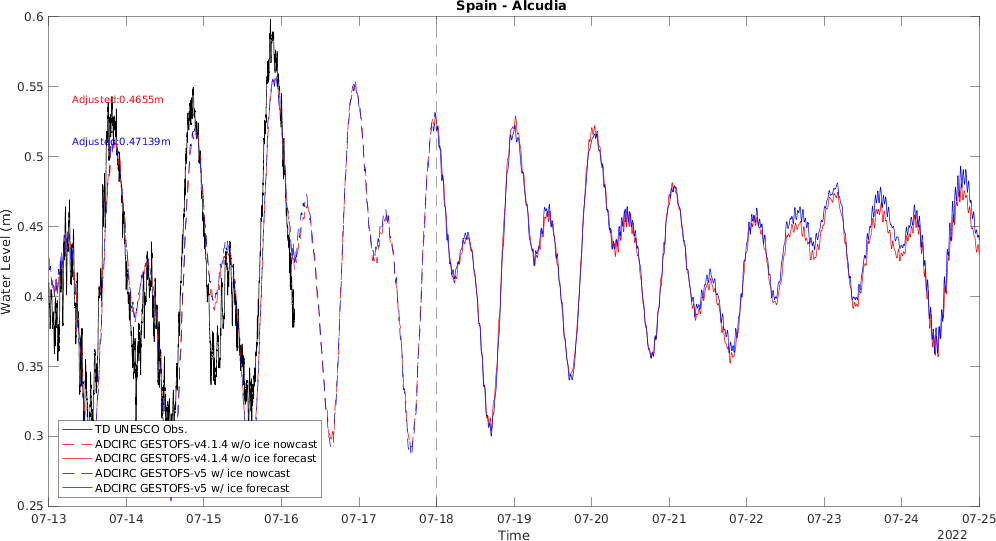 Spain - Alcudia
0.6
0.55
0.5
0.45
0.4
0.35
0.3
0.25
Water Level (m)
Adjusted:0.4655m
Adjusted:0.47139m
TD UNESCO Obs.
ADCIRC GESTOFS-v4.1.4 w/o ice nowcast
ADCIRC GESTOFS-v4.1.4 w/o ice forecast
ADCIRC GESTOFS-v5 w/ ice nowcast
ADCIRC GESTOFS-v5 w/ ice forecast
07-13 07-14 07-15 07-16 07-17 07-18 07-19 07-20 07-21 07-22 07-23 07-24 07-25
Time
2022